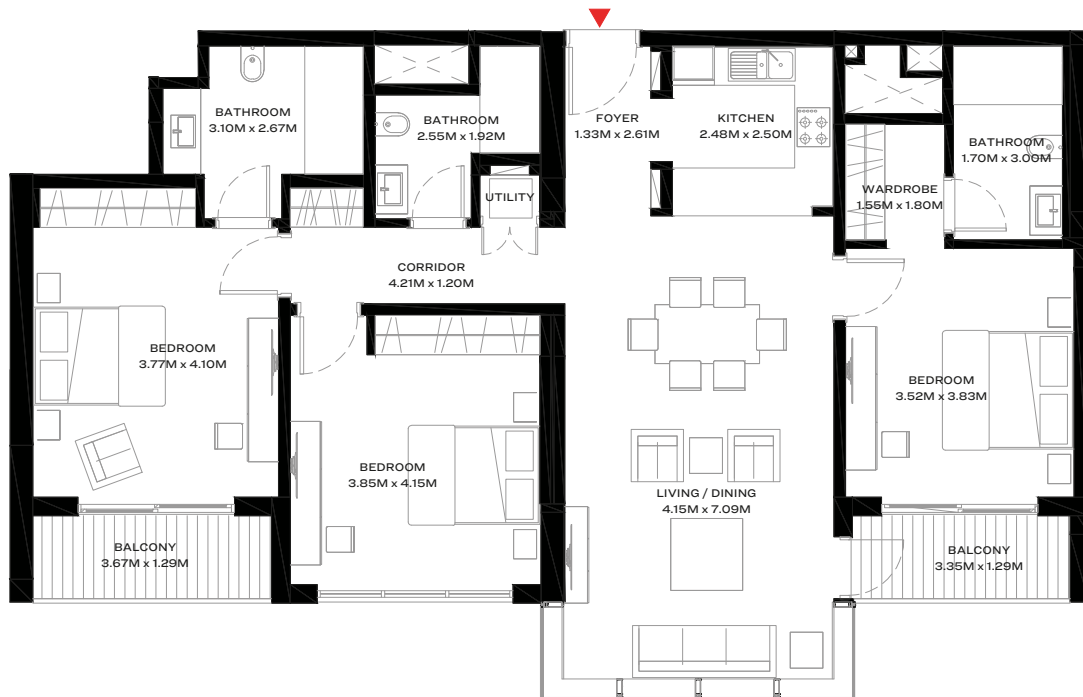 BATHROOM
3.10M x 2.67M
BATHROOM
2.55M x 1.92M
FOYER
1.33M x 2.61M
KITCHEN
2.48M x 2.50M
BATHROOM
1.70M x 3.00M
WARDROBE
1.55M x 1.80M
UTILITY
CORRIDOR
4.21M x 1.20M
BEDROOM
3.77M x 4.10M
BEDROOM
3.52M x 3.83M
BEDROOM
3.85M x 4.15M
LIVING / DINING
4.15M x 7.09M
BALCONY
3.67M x 1.29M
BALCONY
3.35M x 1.29M